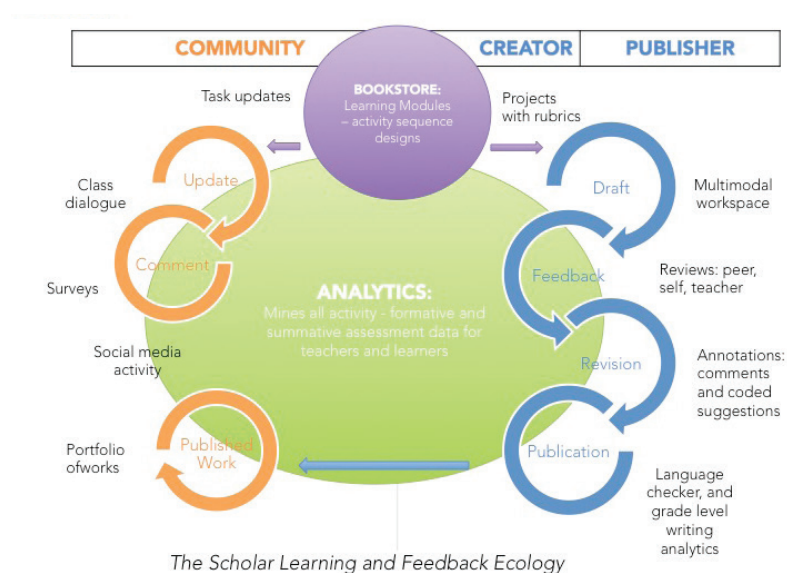 COMMUNITY
CREATOR
PUBLISHER
BOOKSTORE:
Learning Modules
– activity sequence
designs
Task updates
Projects
with rubrics
Update
Draft
Class
dialogue
Multimodal
workspace
Comment
Feedback
Surveys
Reviews: peer,
self, teacher
ANALYTICS:
Mines all activity - formative and
summative assessment data for
teachers and learners
Social media
activity
Revision
Annotations:
comments
and coded
suggestions
Portfolio
ofworks
Published
Work
Publication
Language
checker, and
grade level
writing
analytics
The Scholar Learning and Feedback Ecology